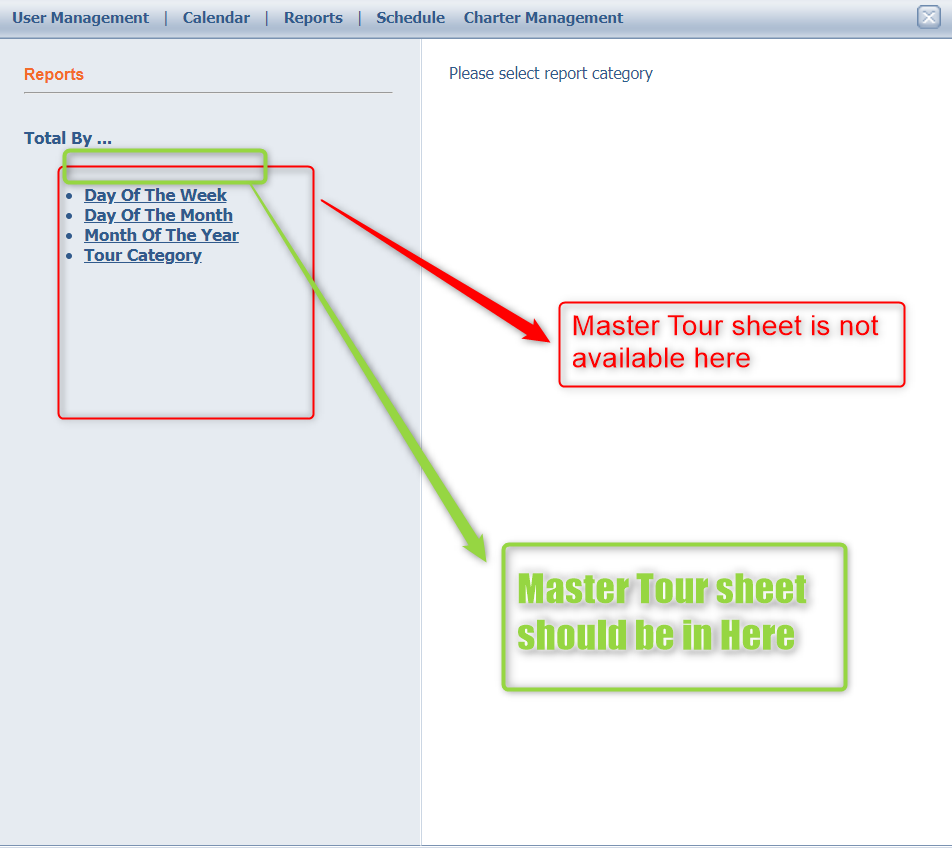 User Management | Calendar | Reports | Schedule Charter Management
Reports
Please select report category
Total By ...
Day Of The Week
Day Of The Month
Month Of The Year
Tour Category
Master Tour sheet is not
available here
Master Tour sheet
should be in Here